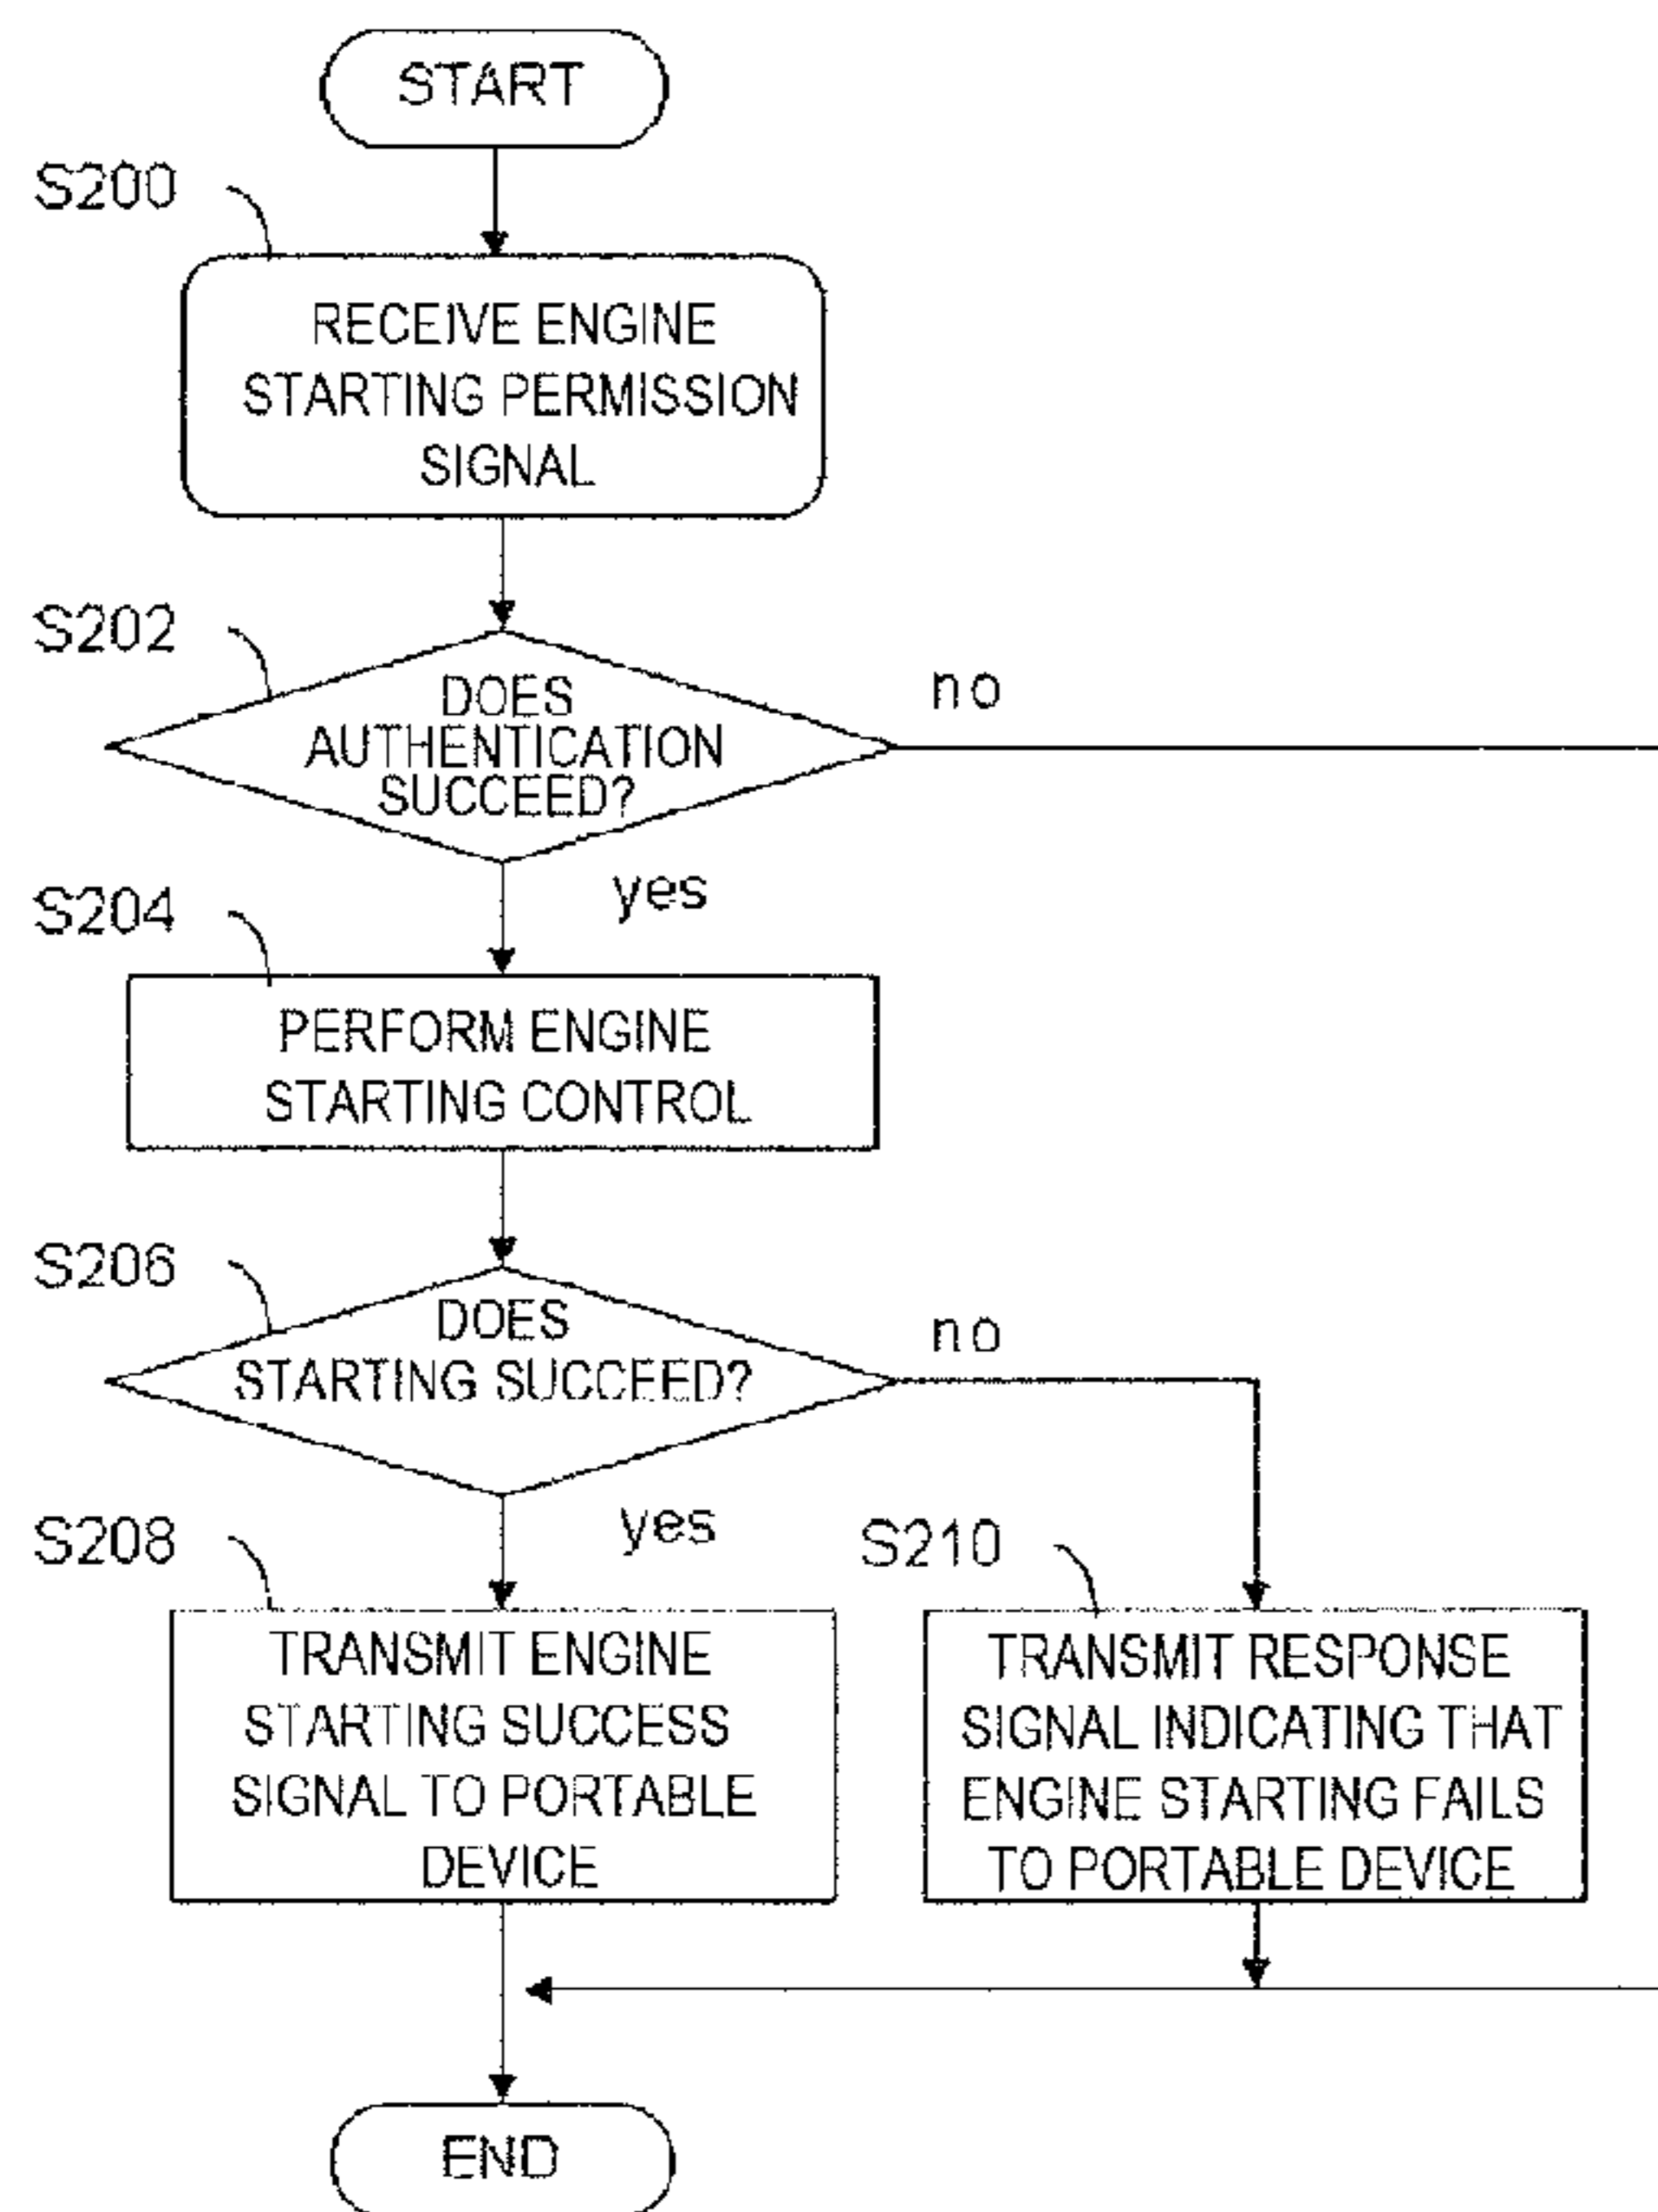 START
S200
RECEIVE ENGINE
STARTING PERMISSION
SIGNAL
S202
DOES
AUTHENTICATION
SUCCEED?
no
yes
S204
PERFORM ENGINE
STARTING CONTROL
S206
DOES
STARTING SUCCEED?
no
yes
S208
TRANSMIT ENGINE
STARTING SUCCESS
SIGNAL TO PORTABLE
DEVICE
S210
TRANSMIT RESPONSE
SIGNAL INDICATING THAT
ENGINE STARTING FAILS
TO PORTABLE DEVICE
END